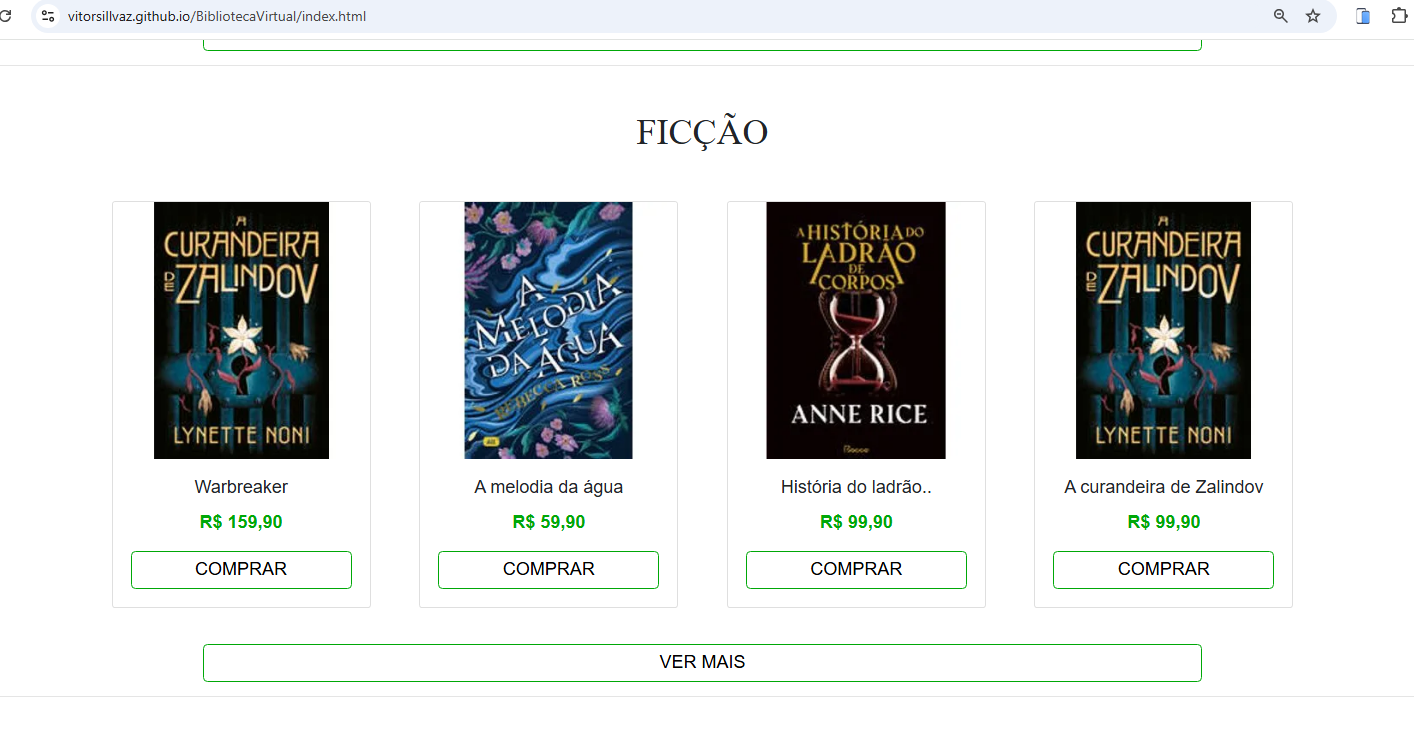 vitorsillvaz.github.io/BibliotecaVirtual/index.html
FICÇÃO
A
CURANDEIRA
DE
ZALINDOV
LYNETTE NONI
A
MELODIA
DA ÁGUA
REBECCA ROSS
A HISTÓRIA DO
LADRÃO
DE
CORPOS
ANNE RICE
Rocco
A
CURANDEIRA
DE
ZALINDOV
LYNETTE NONI
Warbreaker
A melodia da água
História do ladrão..
A curandeira de Zalindov
R$ 159,90
R$ 59,90
R$ 99,90
R$ 99,90
COMPRAR
COMPRAR
COMPRAR
COMPRAR
VER MAIS